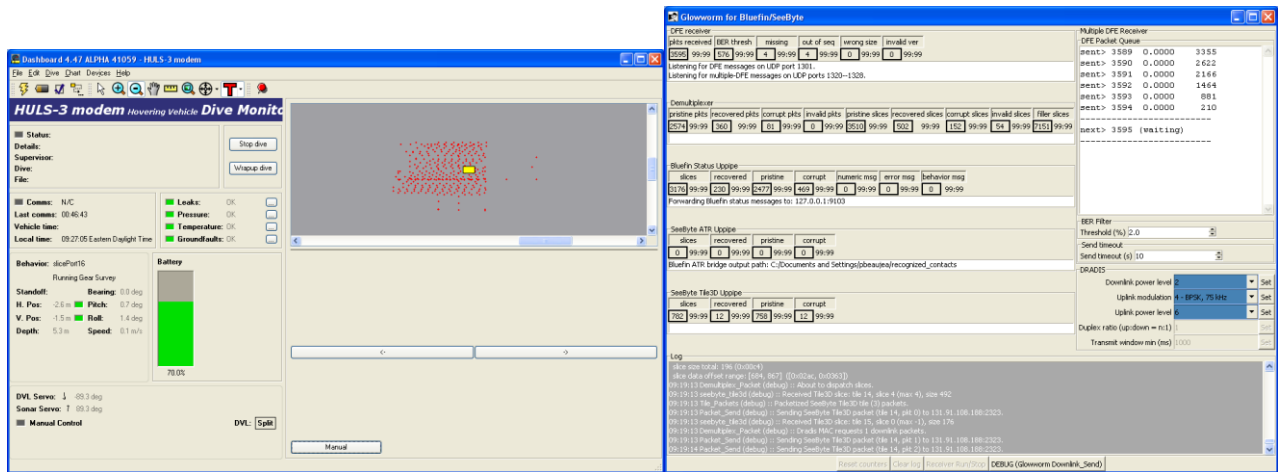 Dashboard 4.47 ALPHA 41059 - HULS-3 modem
File Edit Dive Chart Devices Help
HULS-3 modem Hovering Vehicle Dive Monito
Status:
Details:
Supervisor:
Dive:
File:
Stop dive
Wrapup dive
Comms: N/C
Last comms: 00:46:43
Vehicle time:
Local time: 09:27:05 Eastern Daylight Time
Leaks: OK
Pressure: OK
Temperature: OK
Groundfaults: OK
Behavior: slicePort16
Running Gear Survey
Standoff: Bearing: 0.0 deg
H. Pos: -2.6 m Pitch: 0.7 deg
V. Pos: -1.5 m Roll: 1.4 deg
Depth: 5.3 m Speed: 0.1 m/s
Battery
70.0%
DVL Servo: -89.3 deg
Sonar Servo: 89.3 deg
Manual Control
DVL: Split
<-
->
Manual
Glowworm for Bluefin/SeeByte
DFE receiver
pkts received BER thresh missing out of seq wrong size invalid ver
3595 99:99 576 99:99 4 99:99 4 99:99 0 99:99 0 99:99
Listening for DFE messages on UDP port 1301.
Listening for multiple-DFE messages on UDP ports 1320--1328.
Demultiplexer
pristine pkts recovered pkts corrupt pkts invalid pkts pristine slices recovered slices corrupt slices invalid slices filler slices
2574 99:99 360 99:99 81 99:99 0 99:99 3510 99:99 502 99:99 152 99:99 54 99:99 7151 99:99
Bluefin Status Uppipe
slices recovered pristine corrupt numeric msg error msg behavior msg
3176 99:99 230 99:99 2477 99:99 469 99:99 0 99:99 0 99:99 0 99:99
Forwarding Bluefin status messages to: 127.0.0.1:9103
SeeByte ATR Uppipe
slices recovered pristine corrupt
0 99:99 0 99:99 0 99:99 0 99:99
Bluefin ATR bridge output path: C:/Documents and Settings/pbeaujea/recognized_contacts
SeeByte Tile3D Uppipe
slices recovered pristine corrupt
782 99:99 12 99:99 758 99:99 12 99:99
Multiple DFE Receiver
DFE Packet Queue
sent> 3589 0.0000 3355
sent> 3590 0.0000 2622
sent> 3591 0.0000 2166
sent> 3592 0.0000 1464
sent> 3593 0.0000 881
sent> 3594 0.0000 210
-------------------------
next> 3595 (waiting)
-------------------------
BER Filter
Threshold (%) 2.0
Send timeout
Send timeout (s) 10
DRADIS
Downlink power level 2 Set
Uplink modulation 4 - BPSK, 75 kHz Set
Uplink power level 6 Set
Duplex ratio (up:down = n:1) 1 Set
Transmit window min (ms) 1000 Set
Log
slice size total: 196 (0x00c4)
slice data offset range: [684, 867] ([0x02ac, 0x0363])
09:19:13 Demultiplex_Packet (debug) :: About to dispatch slices.
09:19:13 seebyte_tile3d (debug) :: Received Tile3D slice: tile 14, slice 4 (max 4), size 492
09:19:13 Tile_Packets (debug) :: Packetized SeeByte Tile3D tile (3) packets.
09:19:13 Packet_Send (debug) :: Sending SeeByte Tile3D packet (tile 14, pkt 0) to 131.91.108.188:2323.
09:19:13 seebyte_tile3d (debug) :: Received Tile3D slice: tile 15, slice 0 (max -1), size 176
09:19:13 Demultiplex_Packet (debug) :: Dradis MAC requests 1 downlink packets.
09:19:13 Packet_Send (debug) :: Sending SeeByte Tile3D packet (tile 14, pkt 1) to 131.91.108.188:2323.
09:19:14 Packet_Send (debug) :: Sending SeeByte Tile3D packet (tile 14, pkt 2) to 131.91.108.188:2323.
Reset counters Clear log Receiver Run/Stop DEBUG (Glowworm Downlink_Send)